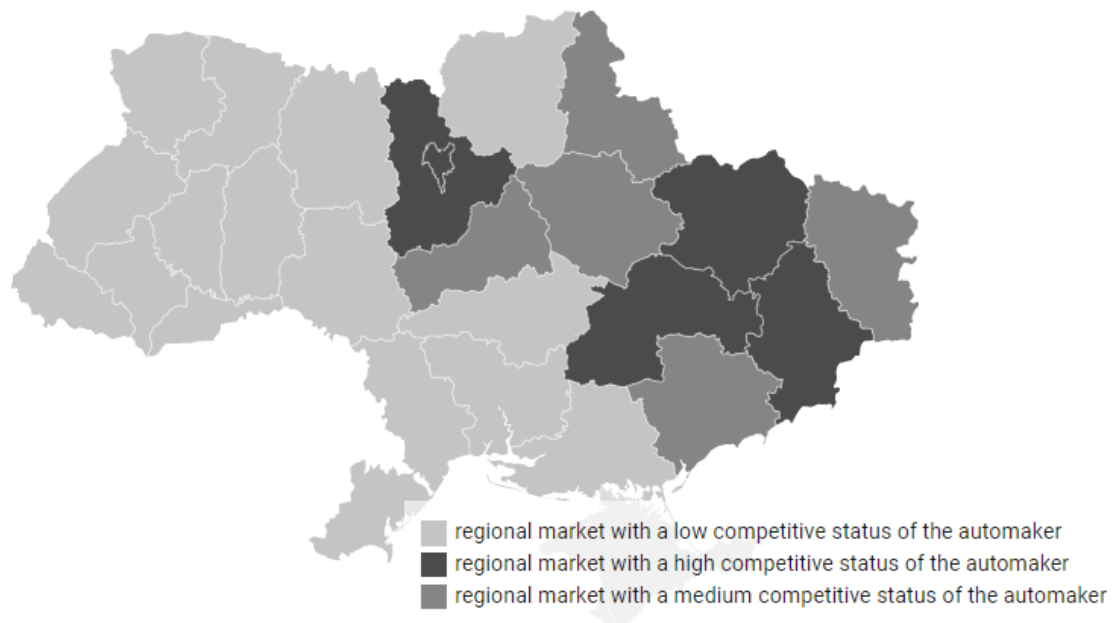 regional market with a low competitive status of the automaker
regional market with a high competitive status of the automaker
regional market with a medium competitive status of the automaker